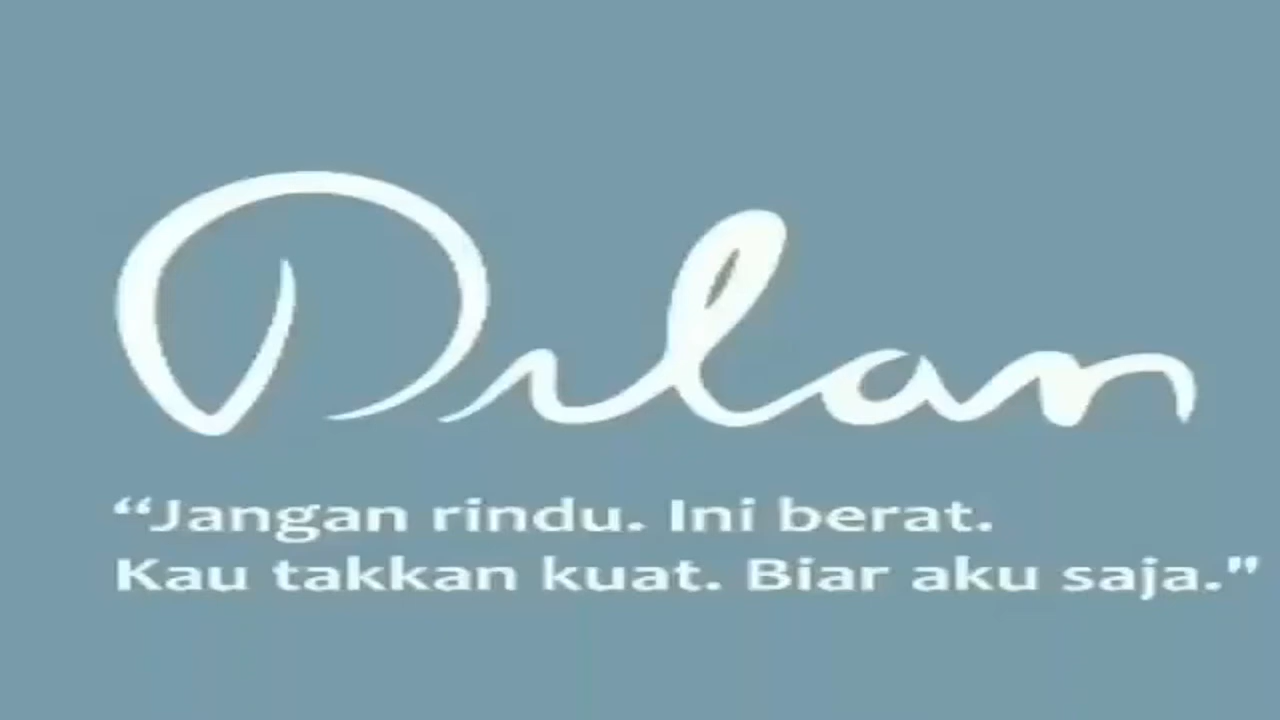 Dilan
“Jangan rindu. Ini berat.
Kau takkan kuat. Biar aku saja."